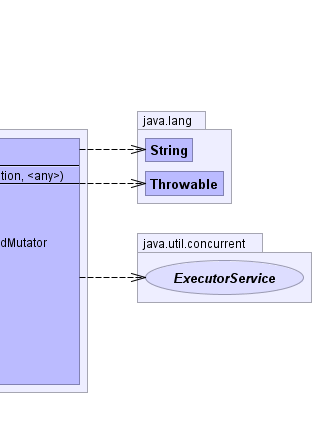 java.lang
String
tion, <any>)
Throwable
dMutator
java.util.concurrent
ExecutorService